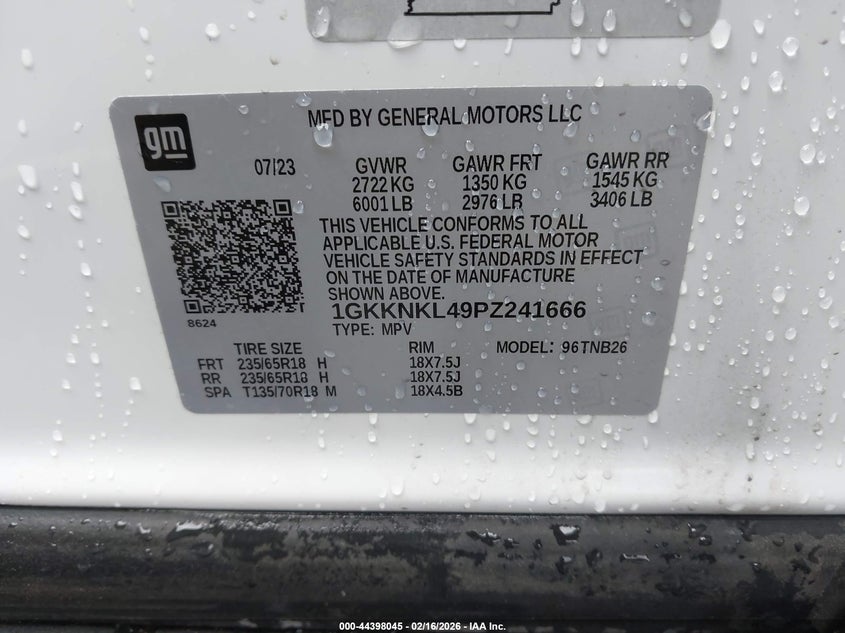 gm
MFD BY GENERAL MOTORS LLC
07/23 GVWR GAWR FRT GAWR RR
2722 KG 1350 KG 1545 KG
6001 LB 2976 LB 3406 LB
THIS VEHICLE CONFORMS TO ALL
APPLICABLE U.S. FEDERAL MOTOR
VEHICLE SAFETY STANDARDS IN EFFECT
ON THE DATE OF MANUFACTURE
SHOWN ABOVE.
8624
1GKKNKL49PZ241666
TYPE: MPV
TIRE SIZE RIM MODEL: 96TNB26
FRT 235/65R18 H 18X7.5J
RR 235/65R18 H 18X7.5J
SPA T135/70R18 M 18X4.5B
000-44398045 - 02/16/2026 - IAA Inc.